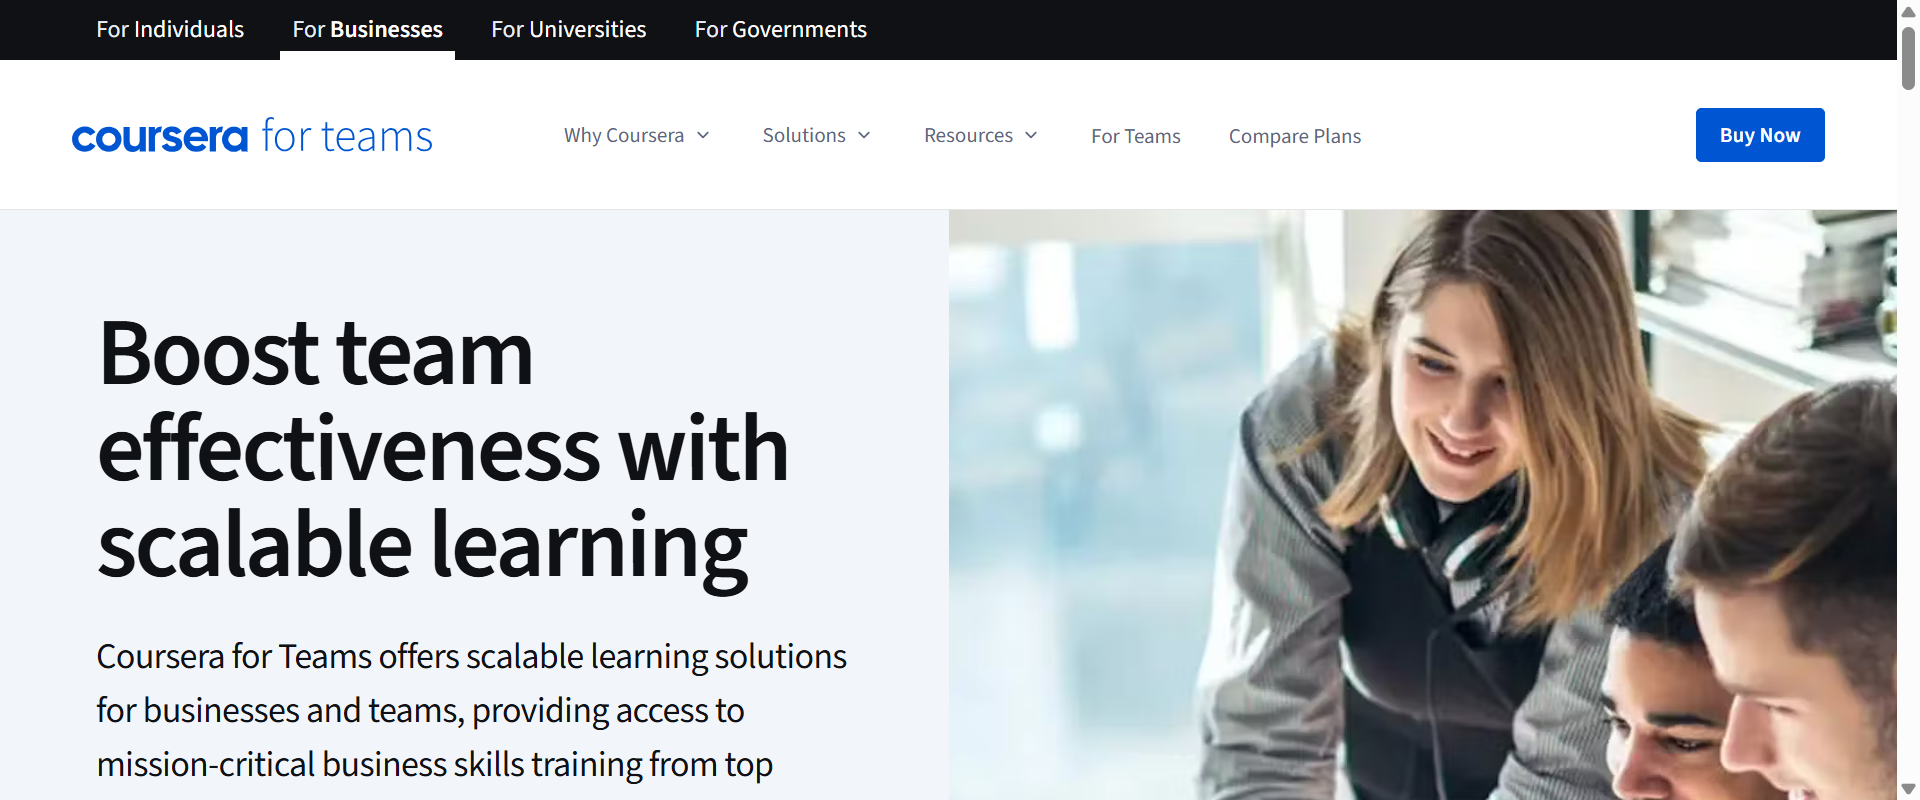 For Individuals
For Businesses
For Universities
For Governments
coursera for teams
Why Coursera
Solutions
Resources
For Teams
Compare Plans
Buy Now
Boost team
effectiveness with
scalable learning
Coursera for Teams offers scalable learning solutions
for businesses and teams, providing access to
mission-critical business skills training from top